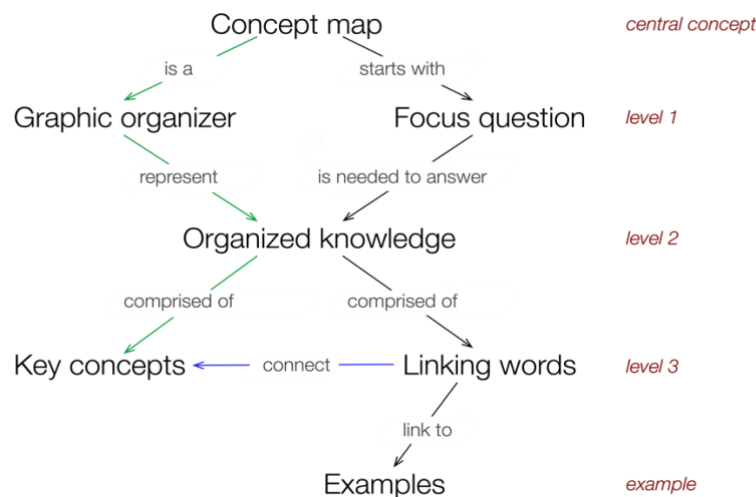 Concept map central concept
is a starts with
Graphic organizer Focus question level 1
represent is needed to answer
Organized knowledge level 2
comprised of comprised of
Key concepts connect Linking words level 3
link to
Examples example